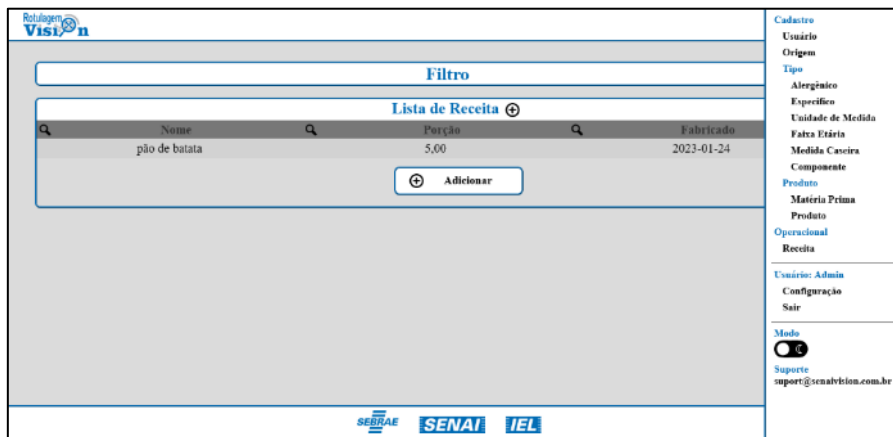 Rotulagem
Visi n
Filtro
Lista de Receita
Nome Porção Fabricado
pão de batata 5,00 2023-01-24
Adicionar
Cadastro
Usuário
Origem
Tipo
Alergênico
Específico
Unidade de Medida
Faixa Etária
Medida Caseira
Componente
Produto
Matéria Prima
Produto
Operacional
Receita
Usuário: Admin
Configuração
Sair
Modo
Suporte
suport@senaivision.com.br
SEBRAE SENAI IEL